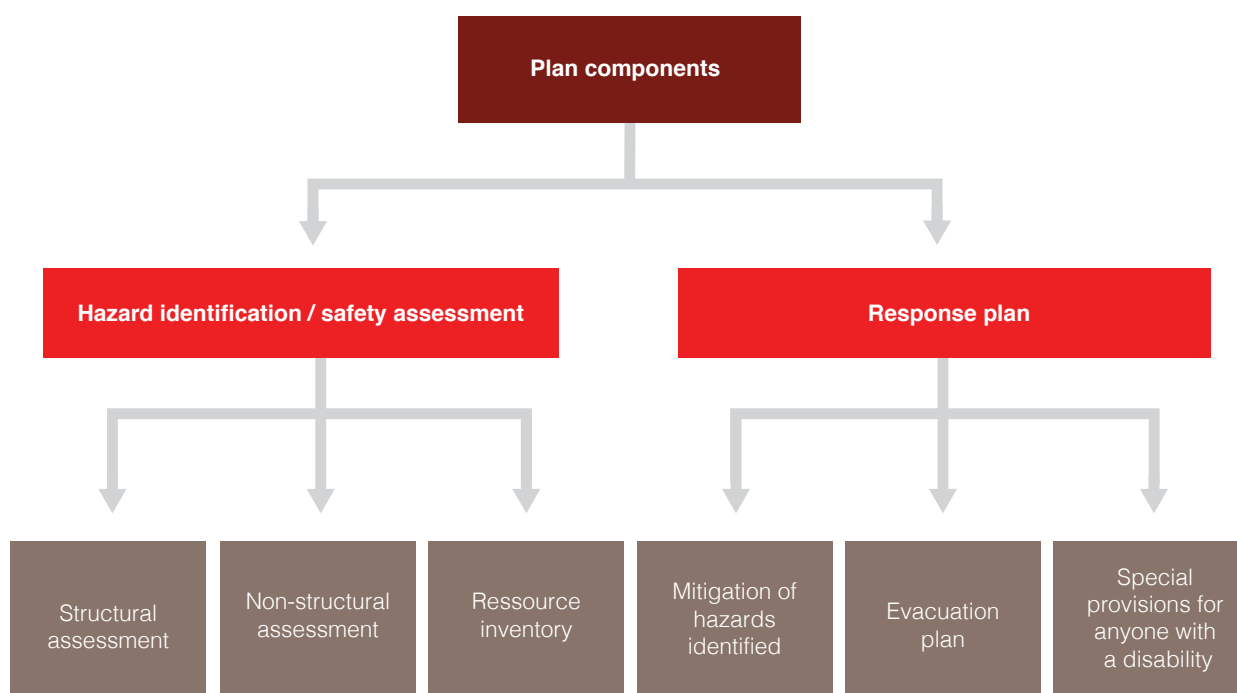 Plan components
Hazard identification / safety assessment
Response plan
Structural
assessment
Non-structural
assessment
Ressource
inventory
Mitigation of
hazards
identified
Evacuation
plan
Special
provisions for
anyone with
a disability